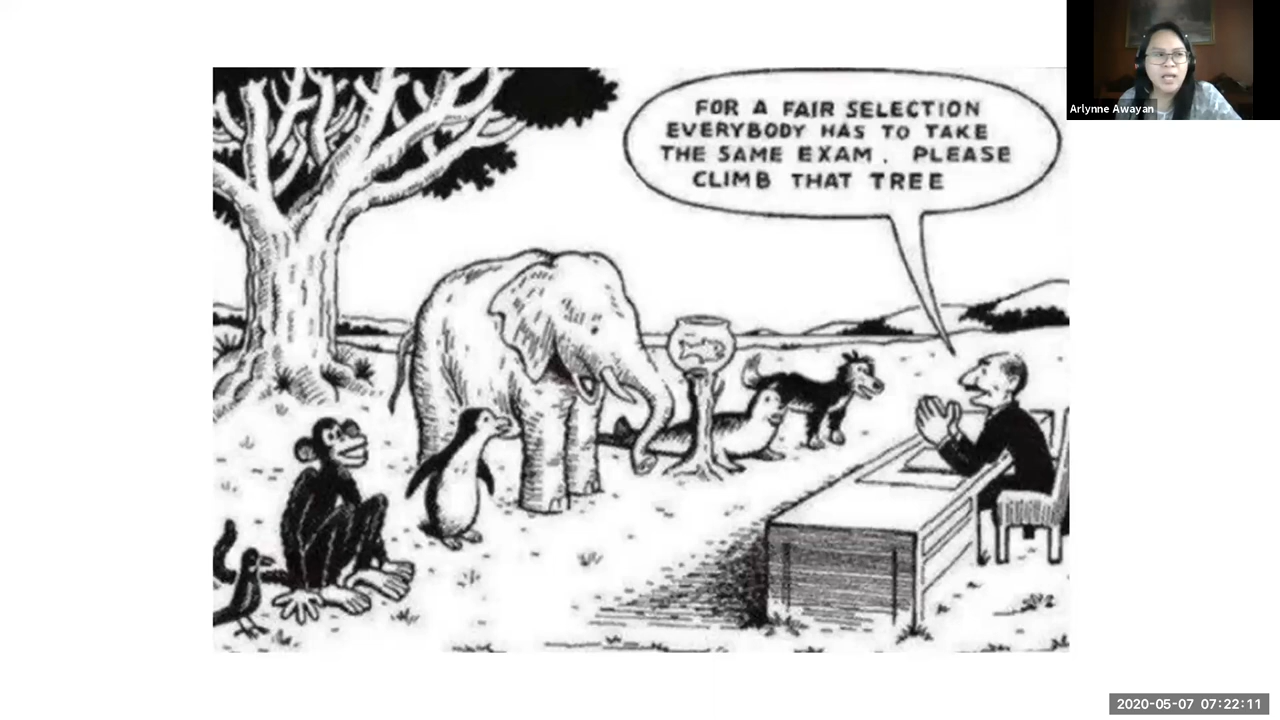 FOR A FAIR SELECTION
EVERYBODY HAS TO TAKE
THE SAME EXAM. PLEASE
CLIMB THAT TREE
Arlynne Awayan
2020-05-07 07:22:11